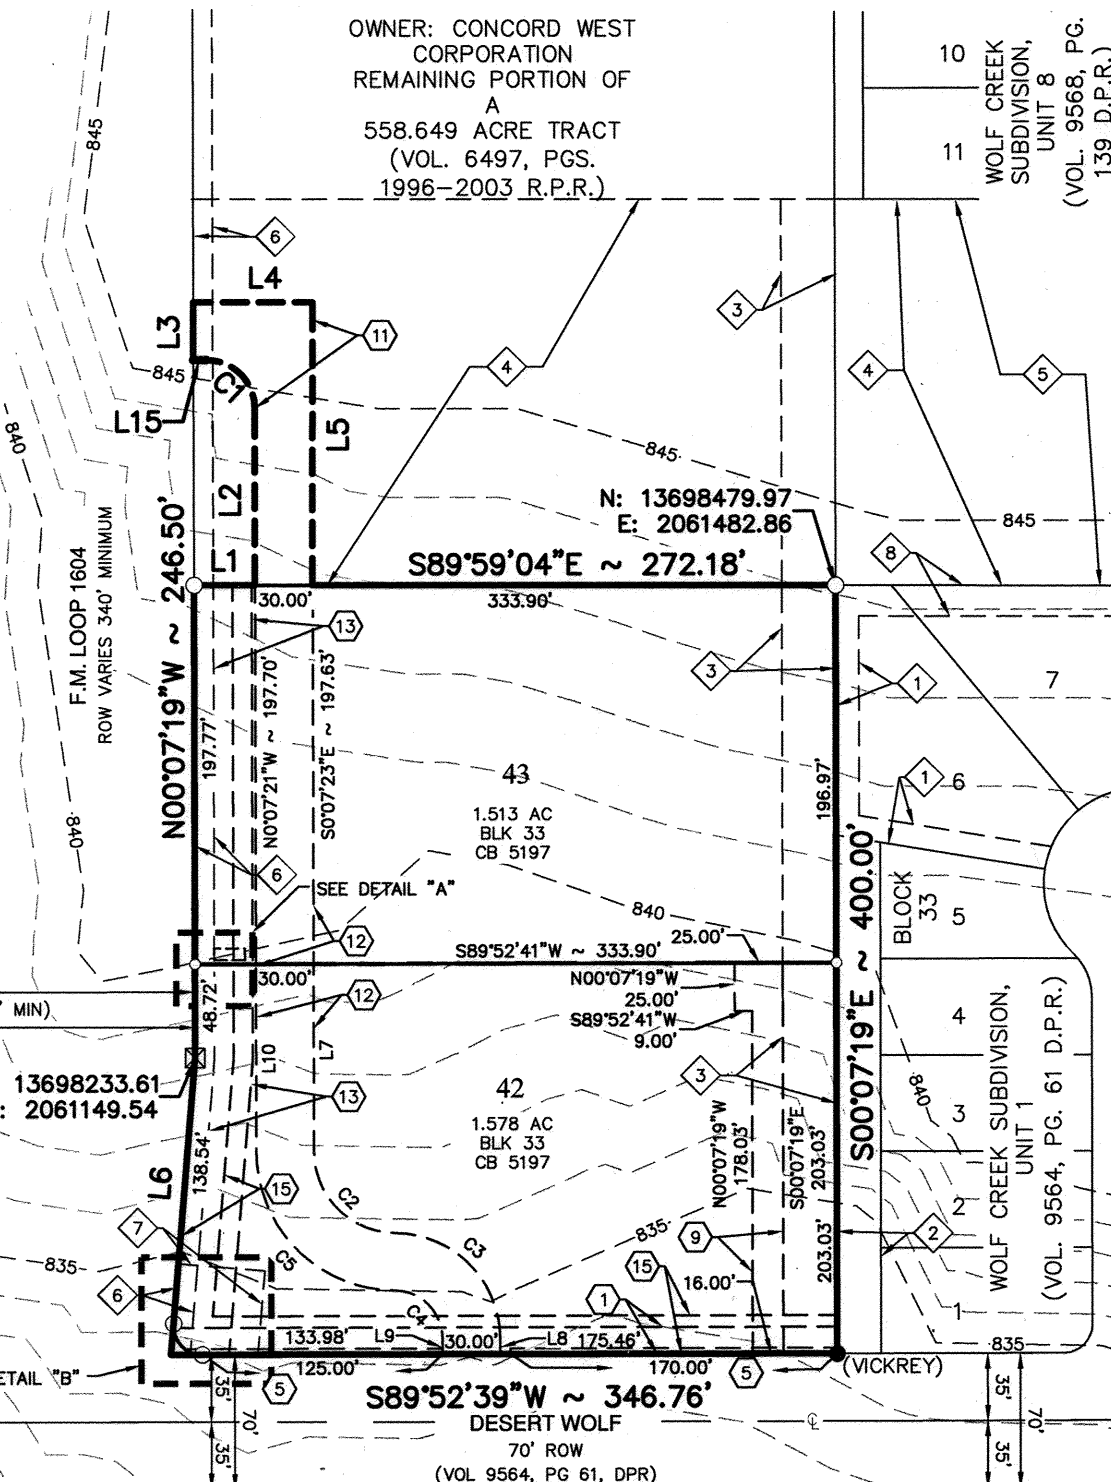 OWNER: CONCORD WEST
CORPORATION
REMAINING PORTION OF
A
558.649 ACRE TRACT
(VOL. 6497, PGS.
1996-2003 R.P.R.)
10
11
WOLF CREEK
SUBDIVISION,
UNIT 8
(VOL. 9568, PG.
139 D.P.R.)
845
6
L4
L3
11
3
4
4
5
845
C1
L15
L5
845
840
L2
N: 13698479.97
E: 2061482.86
845
F.M. LOOP 1604
ROW VARIES 340' MINIMUM
L1
S89°59'04"E ~ 272.18'
8
30.00'
333.90'
N00°07'19"W ~ 246.50'
13
3
1
7
197.77'
N0°07'21"W ~ 197.70'
S0°07'23"E ~ 197.63'
43
1.513 AC
BLK 33
CB 5197
196.97'
1
6
840
6
SEE DETAIL "A"
S00°07'19"E ~ 400.00'
BLOCK
33
5
840
12
S89°52'41"W ~ 333.90'
25.00'
30.00'
N00°07'19"W
25.00'
S89°52'41"W
9.00'
' MIN)
48.72'
12
4
L10
L7
13698233.61
: 2061149.54
13
42
1.578 AC
BLK 33
CB 5197
3
840
3
WOLF CREEK SUBDIVISION,
UNIT 1
(VOL. 9564, PG. 61 D.P.R.)
L6
138.54'
15
N00°07'19"W
178.03'
S00°07'19"E
203.03'
203.03'
2
2
7
C2
C3
C5
C4
835
9
15
16.00'
835
6
1
1
835
133.98'
L9
30.00'
L8
175.46'
125.00'
170.00'
5
5
(VICKREY)
ETAIL "B"
S89°52'39"W ~ 346.76'
DESERT WOLF
70' ROW
(VOL 9564, PG 61, DPR)
35'
70'
35'
35'
70'
35'